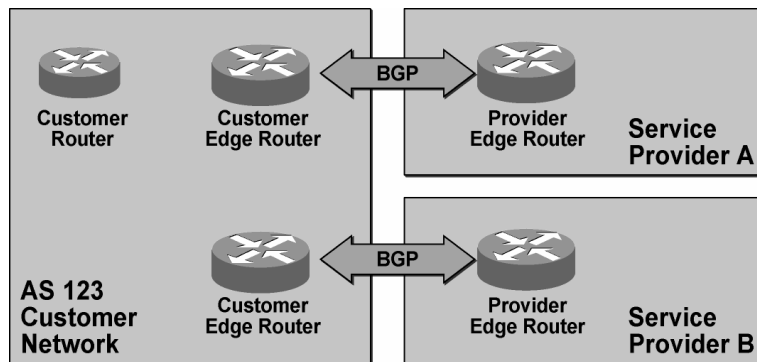 Customer
Router
Customer
Edge Router
BGP
Provider
Edge Router
Service
Provider A
AS 123
Customer
Network
Customer
Edge Router
BGP
Provider
Edge Router
Service
Provider B